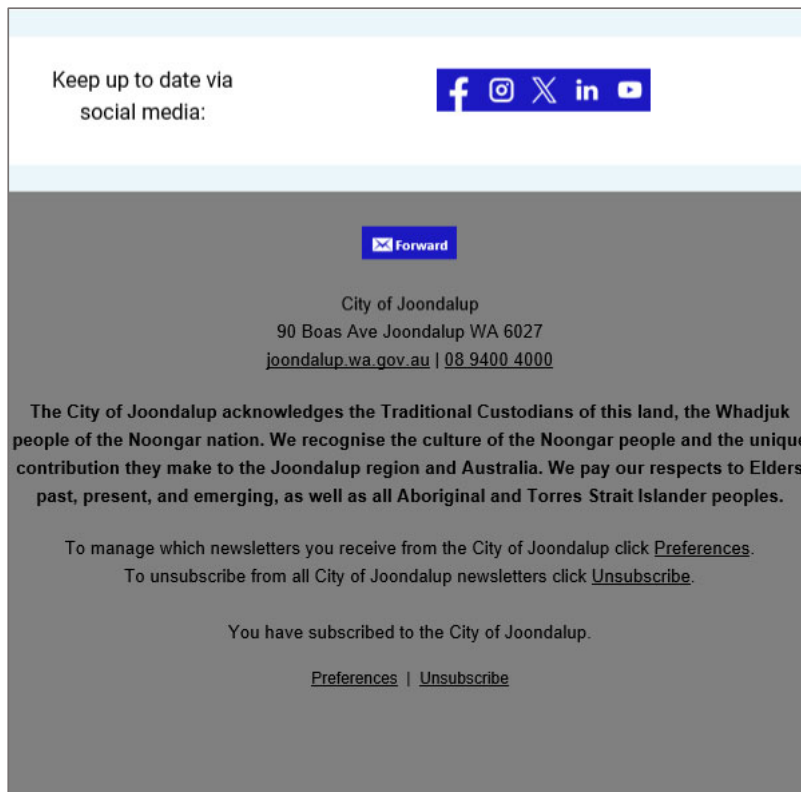 Keep up to date via
social media:
Forward
City of Joondalup
90 Boas Ave Joondalup WA 6027
joondalup.wa.gov.au | 08 9400 4000
The City of Joondalup acknowledges the Traditional Custodians of this land, the Whadjuk
people of the Noongar nation. We recognise the culture of the Noongar people and the unique
contribution they make to the Joondalup region and Australia. We pay our respects to Elders
past, present, and emerging, as well as all Aboriginal and Torres Strait Islander peoples.
To manage which newsletters you receive from the City of Joondalup click Preferences.
To unsubscribe from all City of Joondalup newsletters click Unsubscribe.
You have subscribed to the City of Joondalup.
Preferences | Unsubscribe